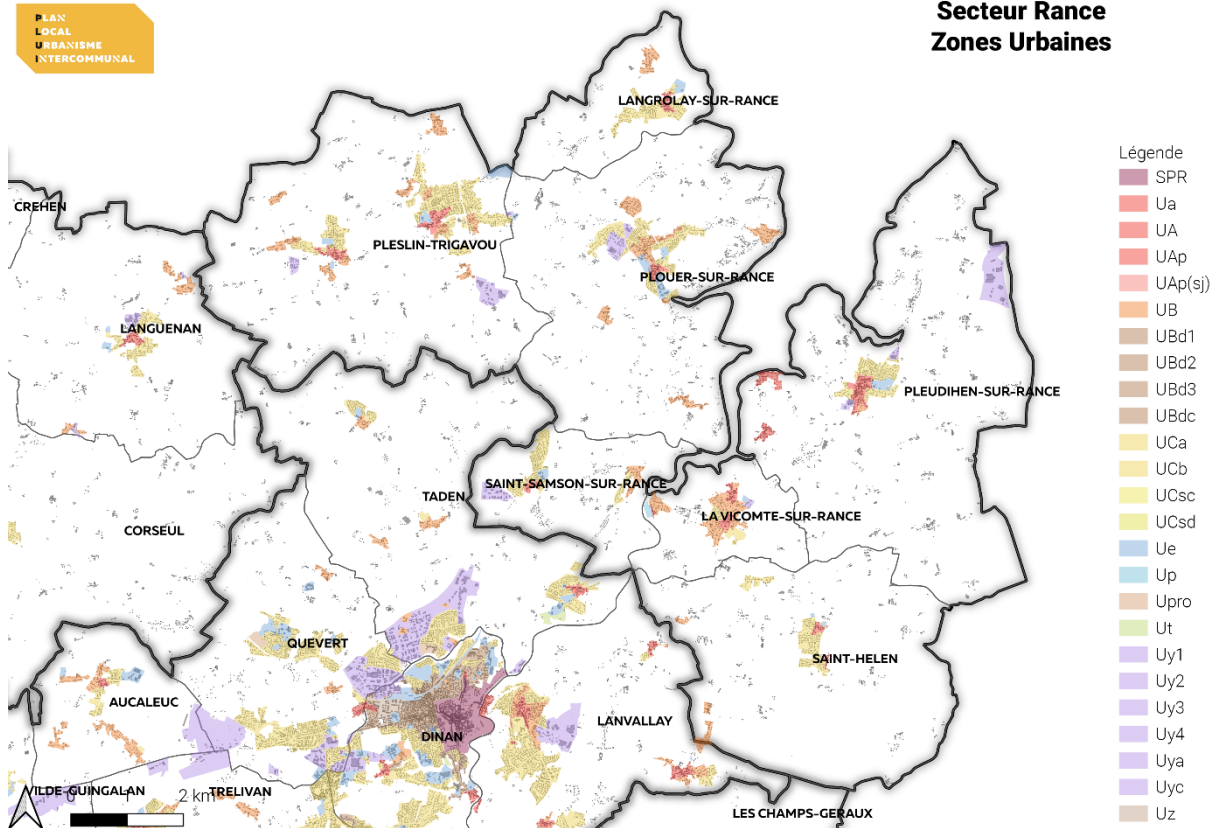 PLAN
LOCAL
URBANISME
INTERCOMMUNAL
Secteur Rance
Zones Urbaines
LANGROLAY-SUR-RANCE
CREHEN
PLESLIN-TRIGAVOU
PLOUER-SUR-RANCE
LANGUENAN
PLEUDIHEN-SUR-RANCE
SAINT-SAMSON-SUR-RANCE
TADEN
LA VICOMTE-SUR-RANCE
CORSEUL
QUEVERT
SAINT-HELEN
AUCALEUC
LANVALLAY
DINAN
VILDE-GUINGALAN
TRELIVAN
LES CHAMPS-GERAUX
0 1 2 km
Légende
SPR
Ua
UA
UAp
UAp(sj)
UB
UBd1
UBd2
UBd3
UBdc
UCa
UCb
UCsc
UCsd
Ue
Up
Upro
Ut
Uy1
Uy2
Uy3
Uy4
Uya
Uyc
Uz